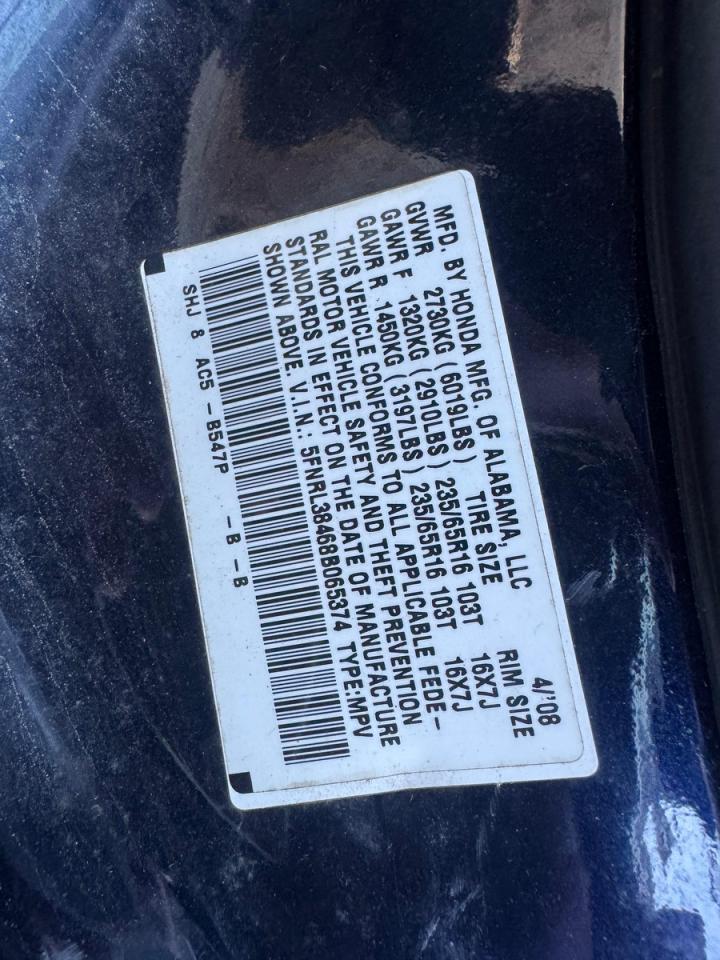 MFD. BY HONDA MFG. OF ALABAMA, LLC 4/'08
GVWR 2730KG ( 6019LBS ) TIRE SIZE RIM SIZE
GAWR F 1320KG ( 2910LBS ) 235/65R16 103T 16X7J
GAWR R 1450KG ( 3197LBS ) 235/65R16 103T 16X7J
THIS VEHICLE CONFORMS TO ALL APPLICABLE FEDE-
RAL MOTOR VEHICLE SAFETY AND THEFT PREVENTION
STANDARDS IN EFFECT ON THE DATE OF MANUFACTURE
SHOWN ABOVE. V.I.N.: 5FNRL38468B065374 TYPE:MPV
SHJ 8 AC5 -B547P -B -B